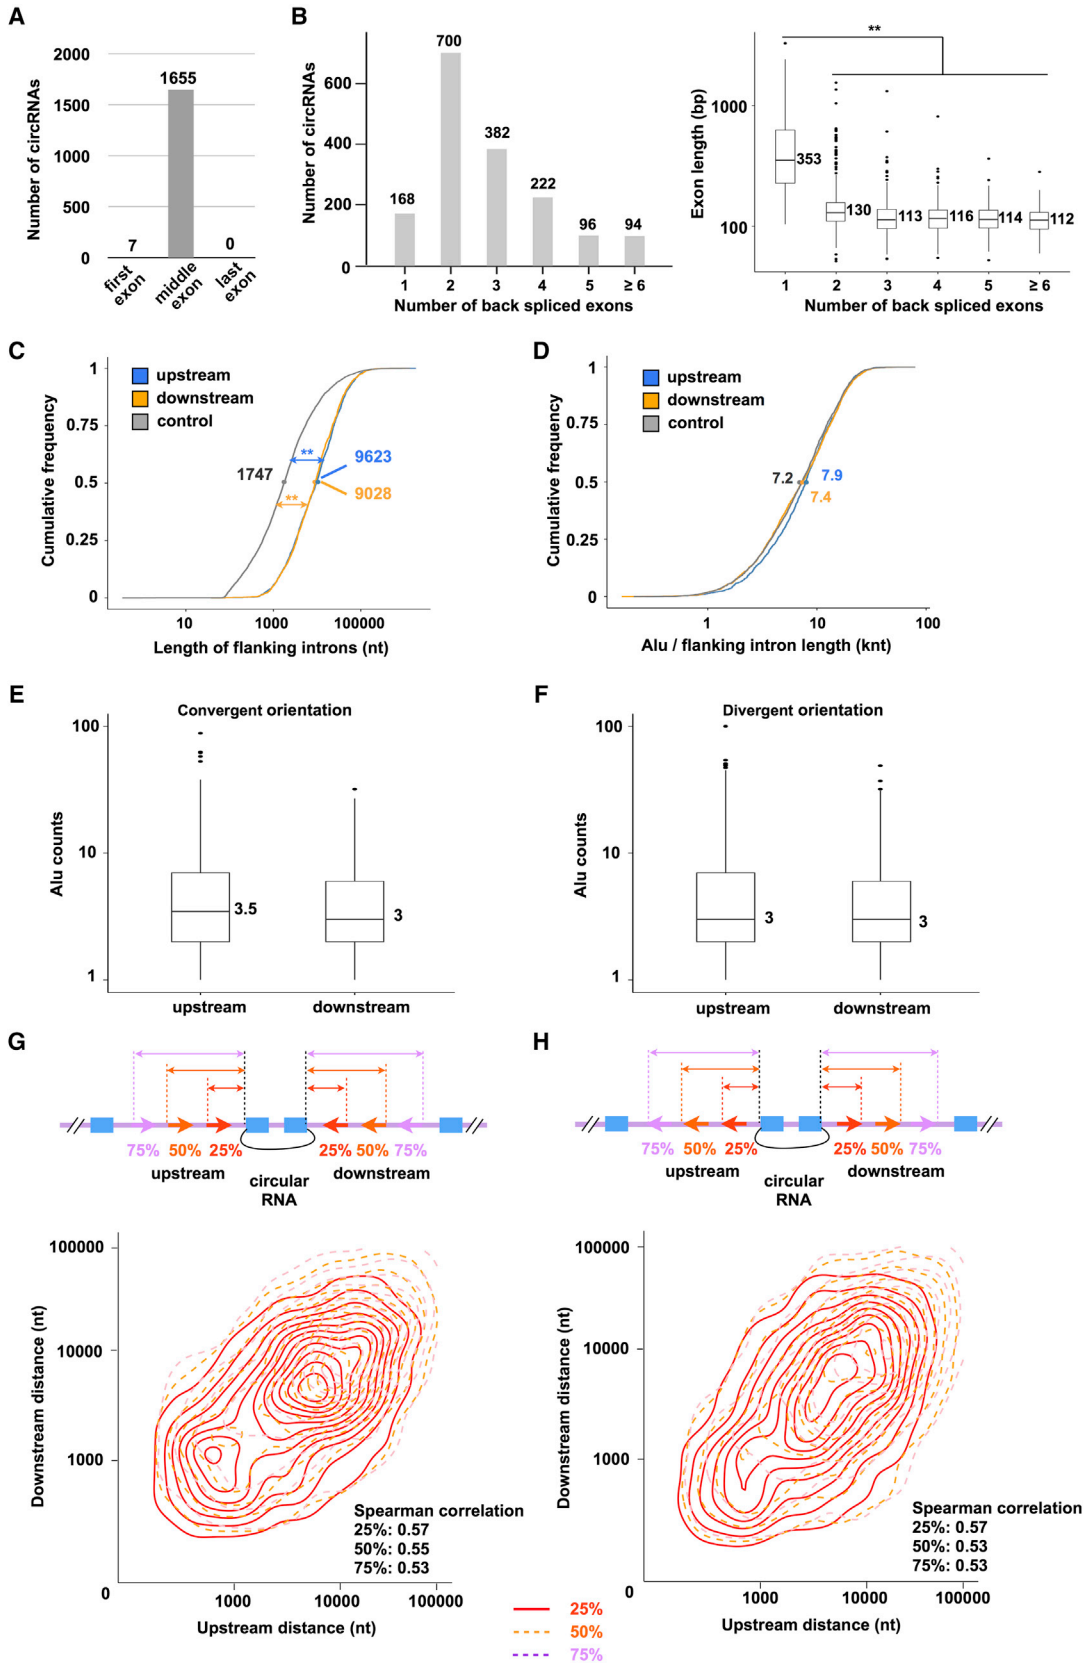 A
Number of circRNAs
2000
1500
1000
500
0
1655
7
0
first exon
middle exon
last exon
B
Number of circRNAs
600
400
200
0
168
700
382
222
96
94
1
2
3
4
5
≥ 6
Number of back spliced exons
Exon length (bp)
1000
100
**
353
130
113
116
114
112
1
2
3
4
5
≥ 6
Number of back spliced exons
C
Cumulative frequency
1
0.75
0.5
0.25
0
upstream
downstream
control
1747
**
**
9623
9028
10
1000
100000
Length of flanking introns (nt)
D
Cumulative frequency
1
0.75
0.5
0.25
0
upstream
downstream
control
7.2
7.9
7.4
1
10
100
Alu / flanking intron length (knt)
E
Convergent orientation
Alu counts
100
10
1
3.5
3
upstream
downstream
F
Divergent orientation
Alu counts
100
10
1
3
3
upstream
downstream
G
75% 50% 25%
25% 50% 75%
upstream
downstream
circular
RNA
Downstream distance (nt)
100000
10000
1000
0
Spearman correlation
25%: 0.57
50%: 0.55
75%: 0.53
1000
10000
100000
Upstream distance (nt)
H
75% 50% 25%
25% 50% 75%
upstream
downstream
circular
RNA
Downstream distance (nt)
100000
10000
1000
0
Spearman correlation
25%: 0.57
50%: 0.53
75%: 0.53
1000
10000
100000
Upstream distance (nt)
25%
50%
75%